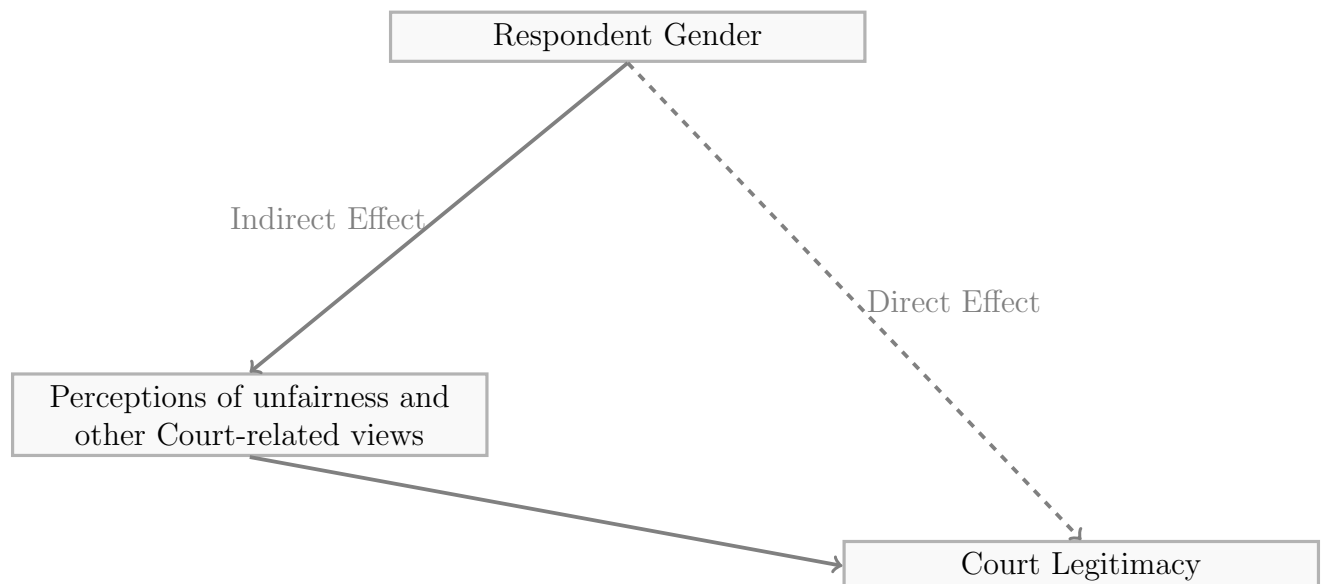 Respondent Gender
Indirect Effect
Direct Effect
Perceptions of unfairness and
other Court-related views
Court Legitimacy